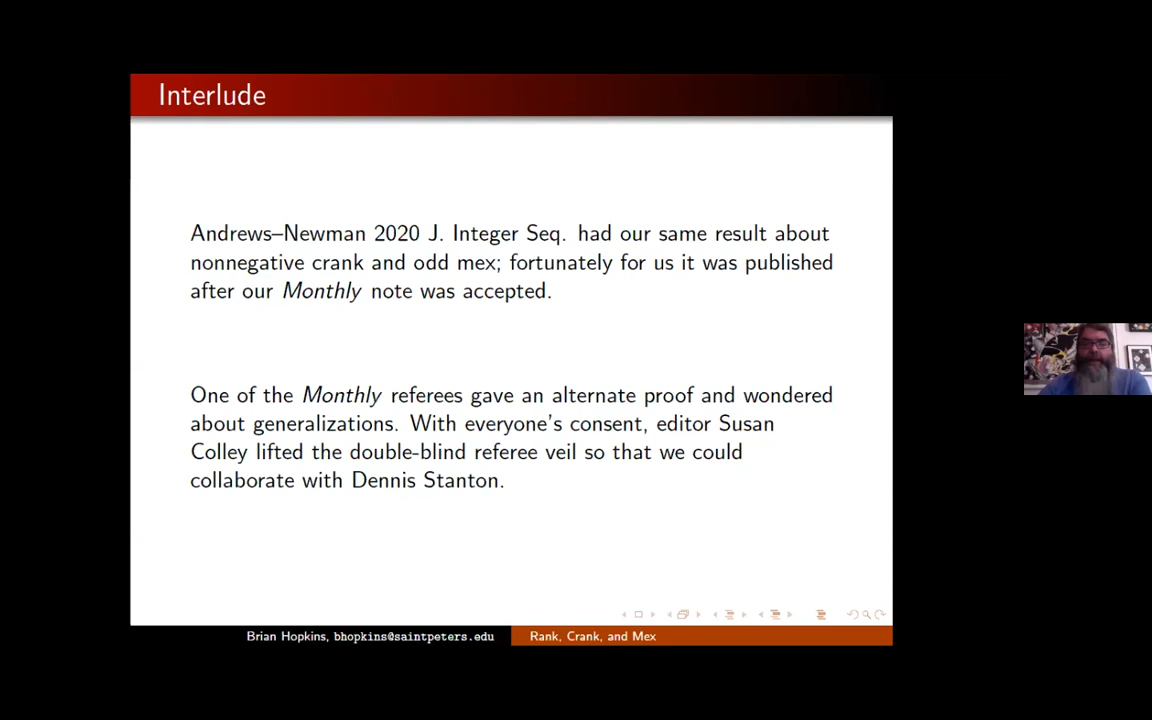 Interlude
Andrews–Newman 2020 J. Integer Seq. had our same result about
nonnegative crank and odd mex; fortunately for us it was published
after our Monthly note was accepted.
One of the Monthly referees gave an alternate proof and wondered
about generalizations. With everyone's consent, editor Susan
Colley lifted the double-blind referee veil so that we could
collaborate with Dennis Stanton.
Brian Hopkins, bhopkins@saintpeters.edu
Rank, Crank, and Mex